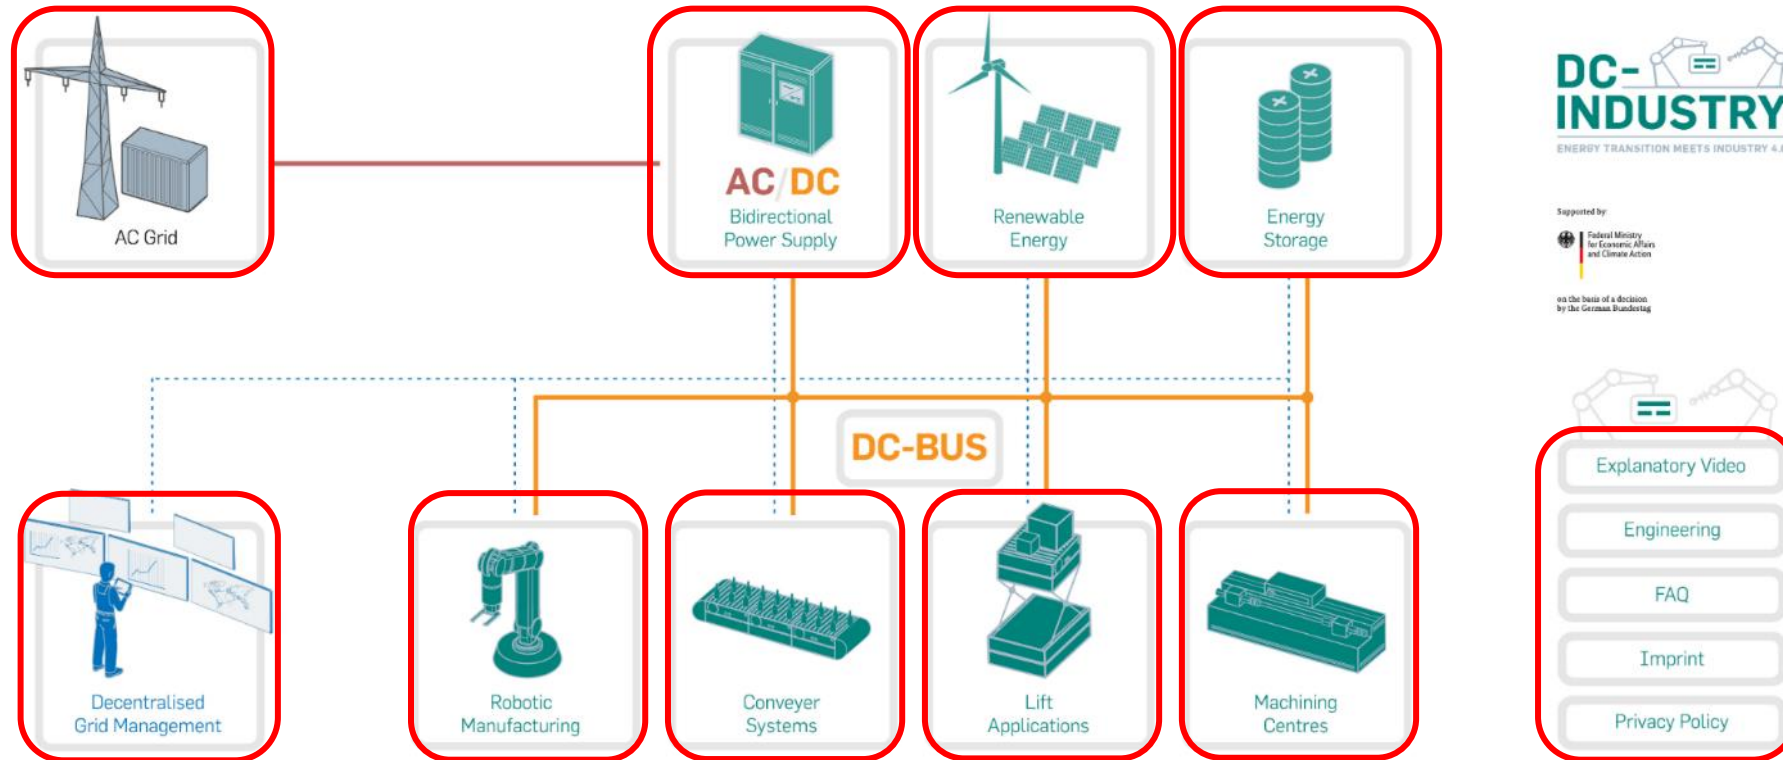 AC Grid
AC/DC
Bidirectional
Power Supply
Renewable
Energy
Energy
Storage
DC-BUS
Decentralised
Grid Management
Robotic
Manufacturing
Conveyer
Systems
Lift
Applications
Machining
Centres
DC-
INDUSTRY
ENERGY TRANSITION MEETS INDUSTRY 4.0
Supported by:
Federal Ministry
for Economic Affairs
and Climate Action
on the basis of a decision
by the German Bundestag
Explanatory Video
Engineering
FAQ
Imprint
Privacy Policy